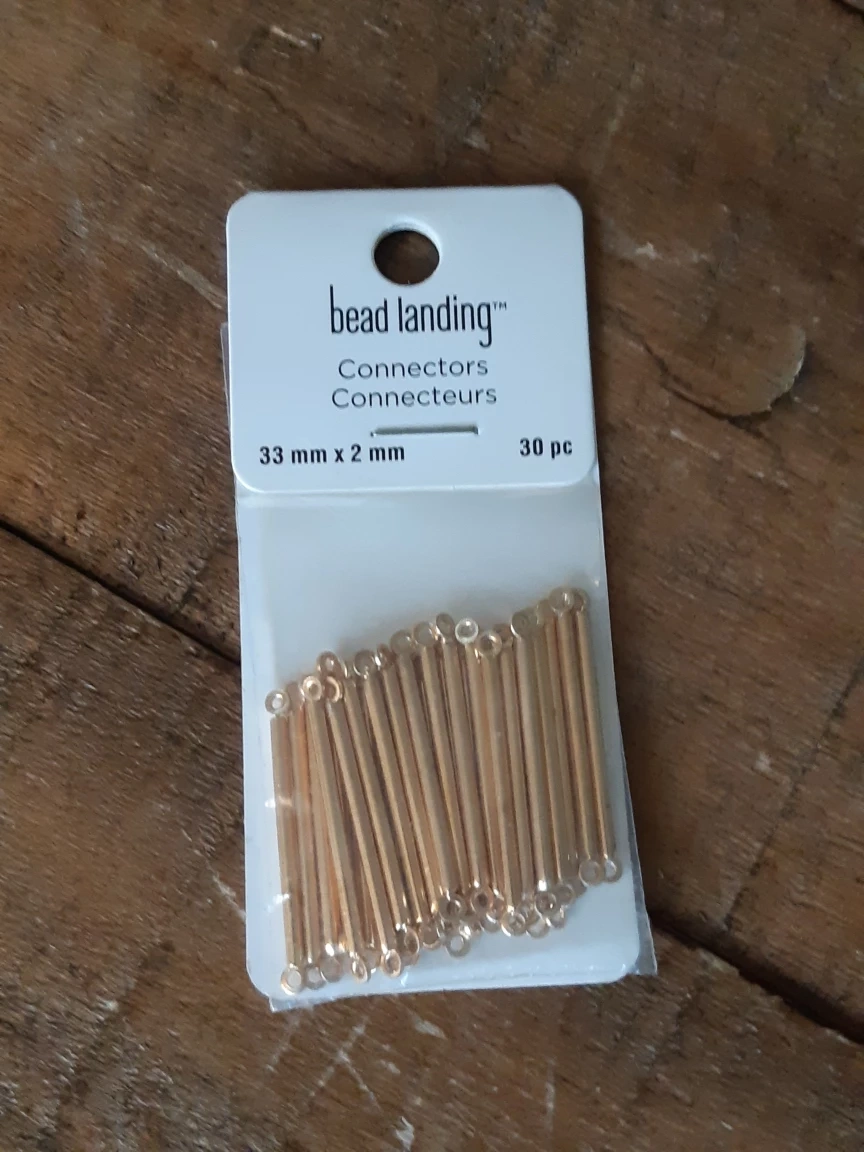 bead landing™
Connectors
Connecteurs
33 mm x 2 mm 30 pc